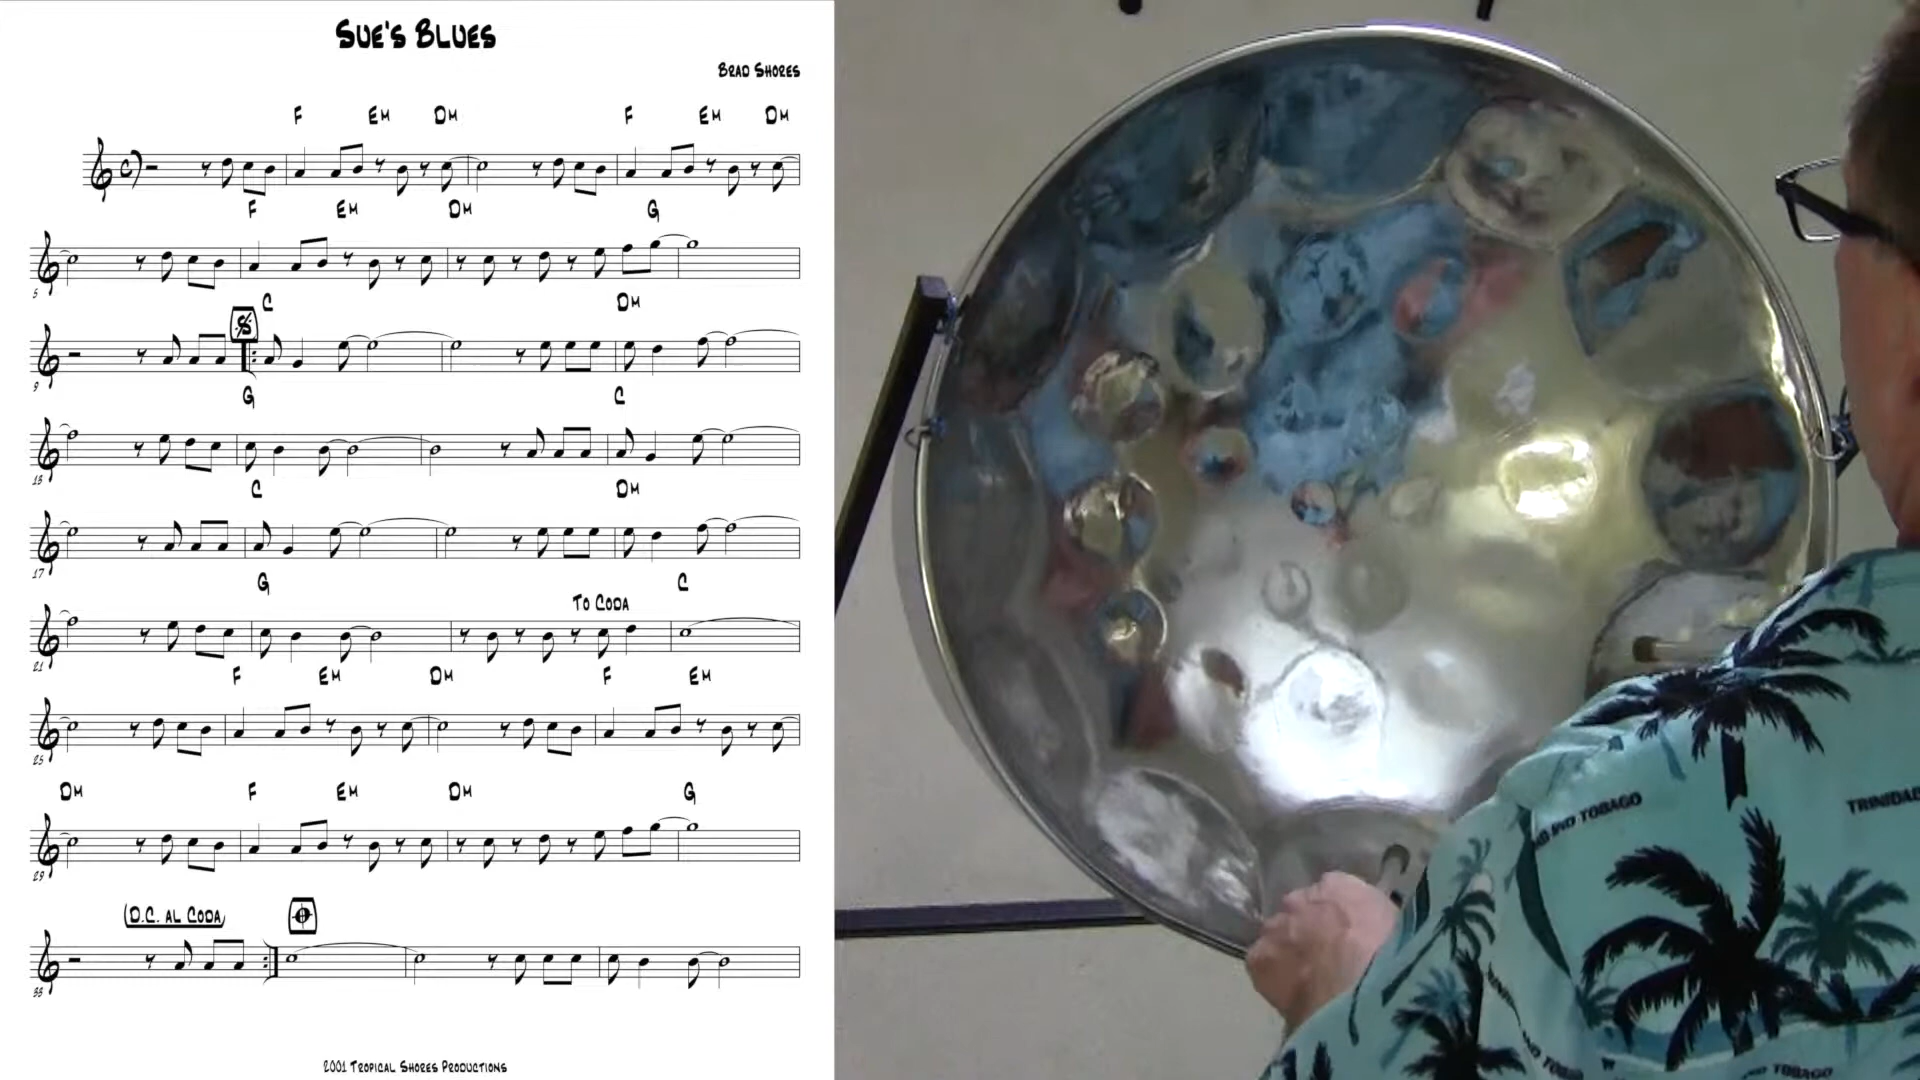 SUE'S BLUES
BRAD SHORES
F EM DM F EM DM
F EM DM G
5
C DM
9
G C
13
C DM
17
G TO CODA C
21
F EM DM F EM
25
DM F EM DM G
29
(D.C. AL CODA)
33
2001 TROPICAL SHORES PRODUCTIONS
TOBAGO
TRINIDAD
TOBAGO